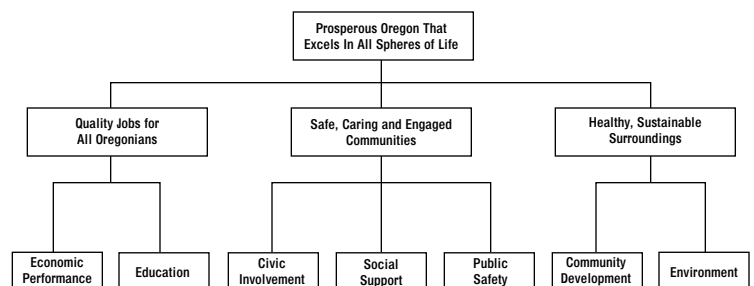 Prosperous Oregon That
Excels In All Spheres of Life
Quality Jobs for
All Oregonians
Safe, Caring and Engaged
Communities
Healthy, Sustainable
Surroundings
Economic
Performance
Education
Civic
Involvement
Social
Support
Public
Safety
Community
Development
Environment